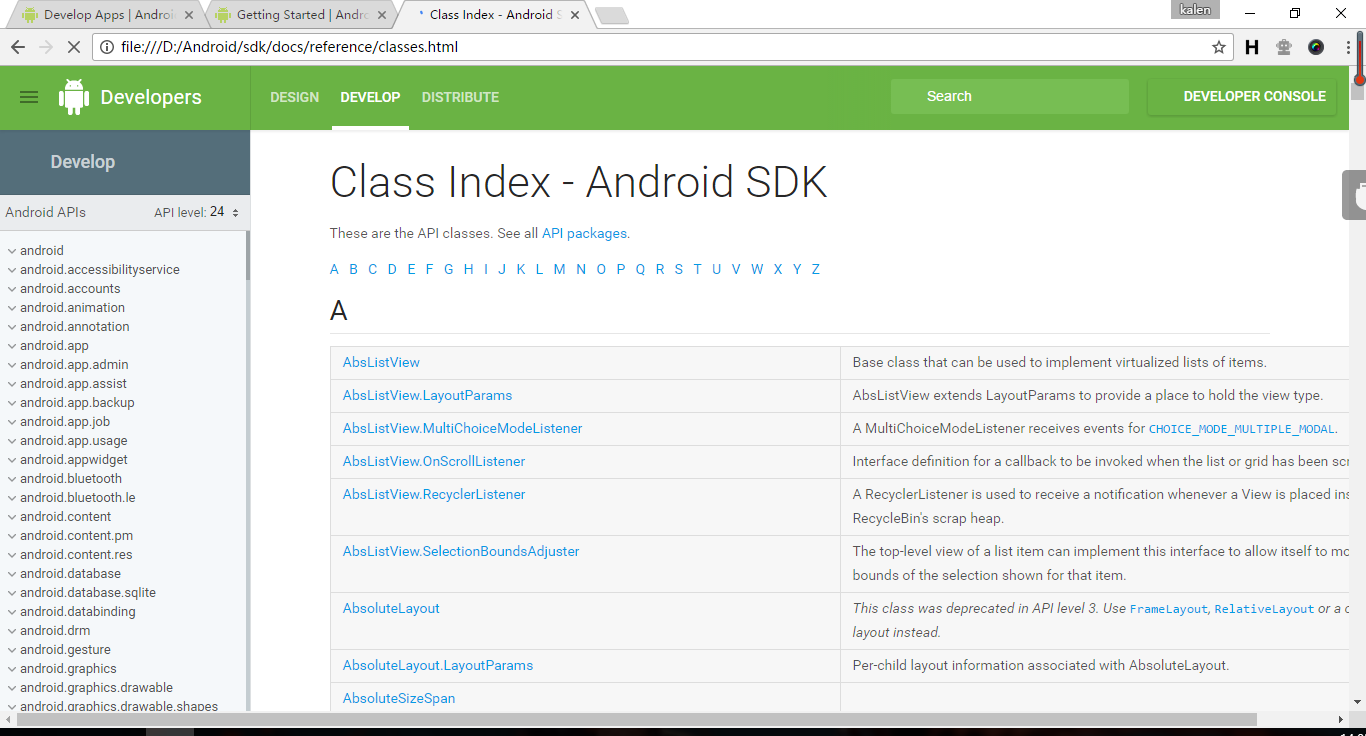 Develop Apps | Androi
Getting Started | Andro
Class Index - Android S
kalen
file:///D:/Android/sdk/docs/reference/classes.html
H
Developers
DESIGN DEVELOP DISTRIBUTE
Search
DEVELOPER CONSOLE
Develop
Android APIs
API level: 24
android
android.accessibilityservice
android.accounts
android.animation
android.annotation
android.app
android.app.admin
android.app.assist
android.app.backup
android.app.job
android.app.usage
android.appwidget
android.bluetooth
android.bluetooth.le
android.content
android.content.pm
android.content.res
android.database
android.database.sqlite
android.databinding
android.drm
android.gesture
android.graphics
android.graphics.drawable
android.graphics.drawable.shapes
Class Index - Android SDK
These are the API classes. See all API packages.
A B C D E F G H I J K L M N O P Q R S T U V W X Y Z
A
AbsListView
Base class that can be used to implement virtualized lists of items.
AbsListView.LayoutParams
AbsListView extends LayoutParams to provide a place to hold the view type.
AbsListView.MultiChoiceModeListener
A MultiChoiceModeListener receives events for CHOICE_MODE_MULTIPLE_MODAL.
AbsListView.OnScrollListener
Interface definition for a callback to be invoked when the list or grid has been scr
AbsListView.RecyclerListener
A RecyclerListener is used to receive a notification whenever a View is placed ins
RecycleBin's scrap heap.
AbsListView.SelectionBoundsAdjuster
The top-level view of a list item can implement this interface to allow itself to mo
bounds of the selection shown for that item.
AbsoluteLayout
This class was deprecated in API level 3. Use FrameLayout, RelativeLayout or a c
layout instead.
AbsoluteLayout.LayoutParams
Per-child layout information associated with AbsoluteLayout.
AbsoluteSizeSpan